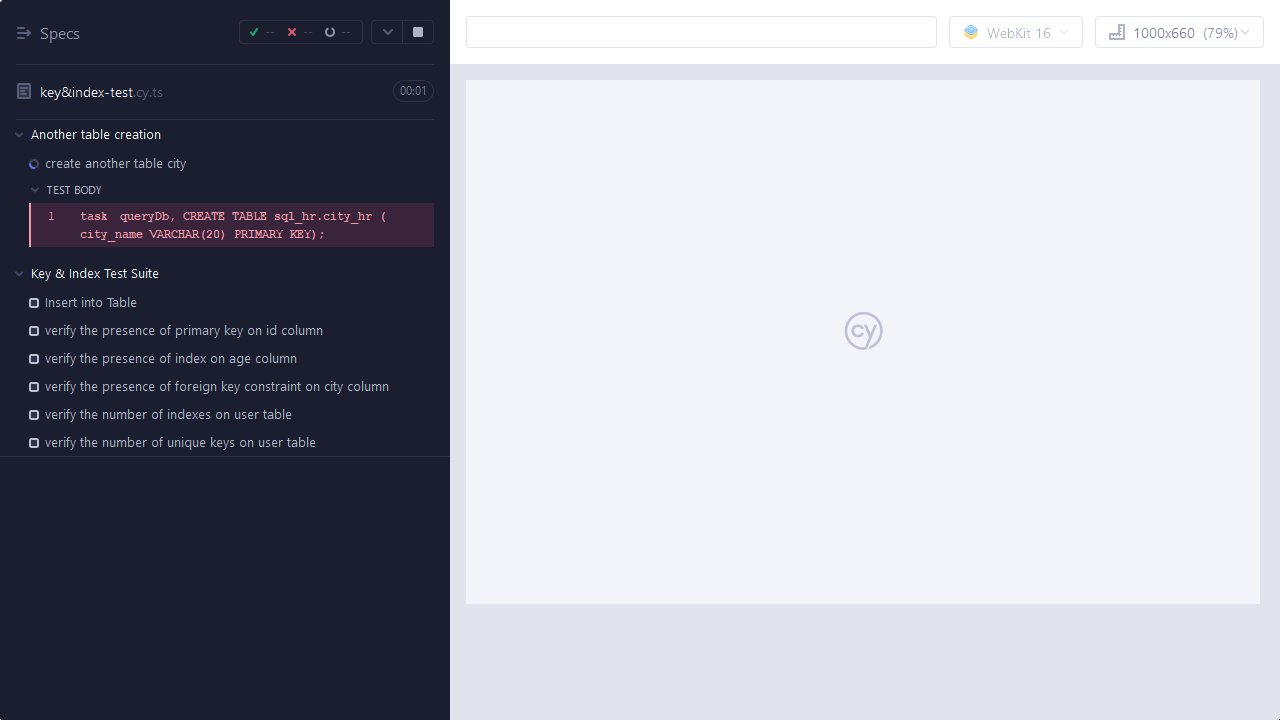 Specs -- -- --
key&index-test.cy.ts 00:01
Another table creation
create another table city
TEST BODY
1 task queryDb, CREATE TABLE sql_hr.city_hr (
city_name VARCHAR(20) PRIMARY KEY);
Key & Index Test Suite
Insert into Table
verify the presence of primary key on id column
verify the presence of index on age column
verify the presence of foreign key constraint on city column
verify the number of indexes on user table
verify the number of unique keys on user table
WebKit 16 1000x660 (79%)
cy